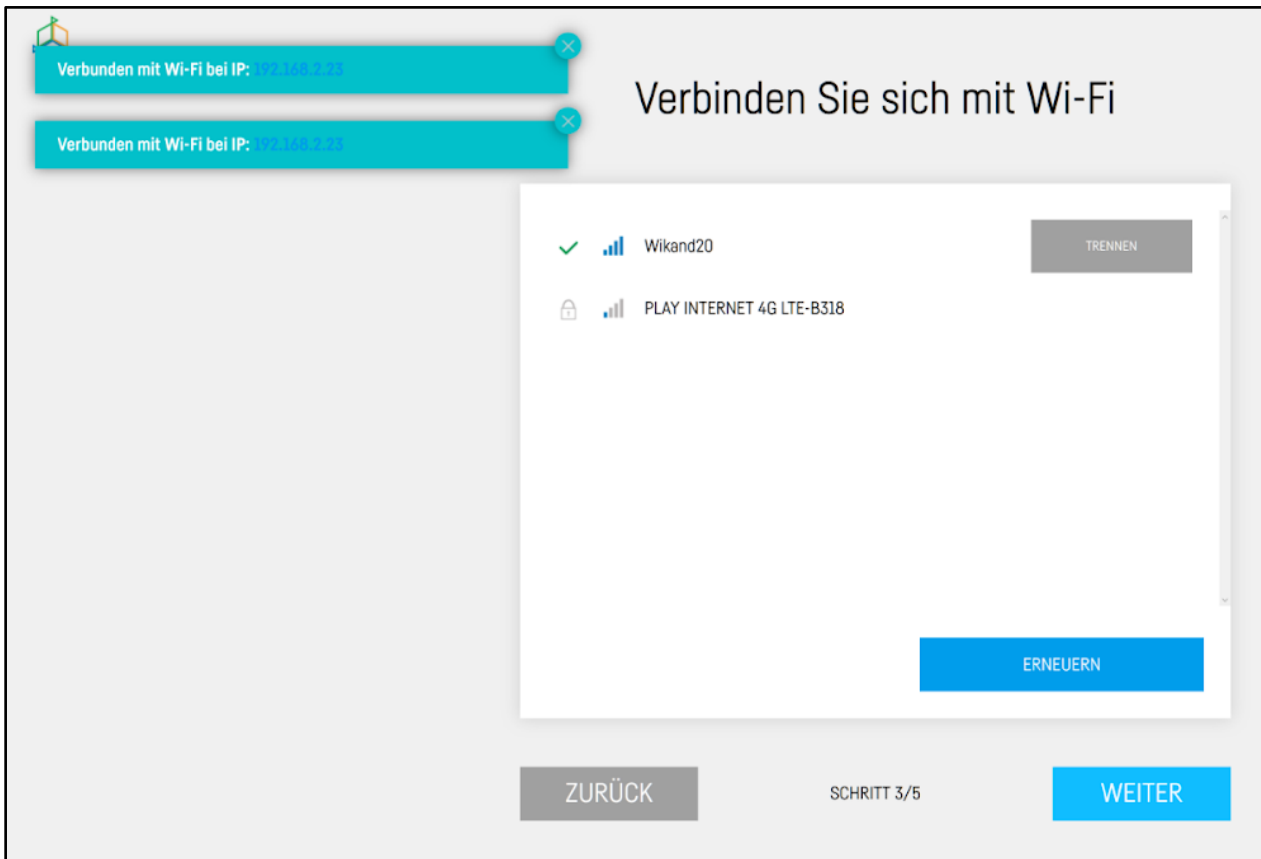 Verbunden mit Wi-Fi bei IP: 192.168.2.23
Verbunden mit Wi-Fi bei IP: 192.168.2.23
Verbinden Sie sich mit Wi-Fi
Wikand20 TRENNEN
PLAY INTERNET 4G LTE-B318
ERNEUERN
ZURÜCK SCHRITT 3/5 WEITER